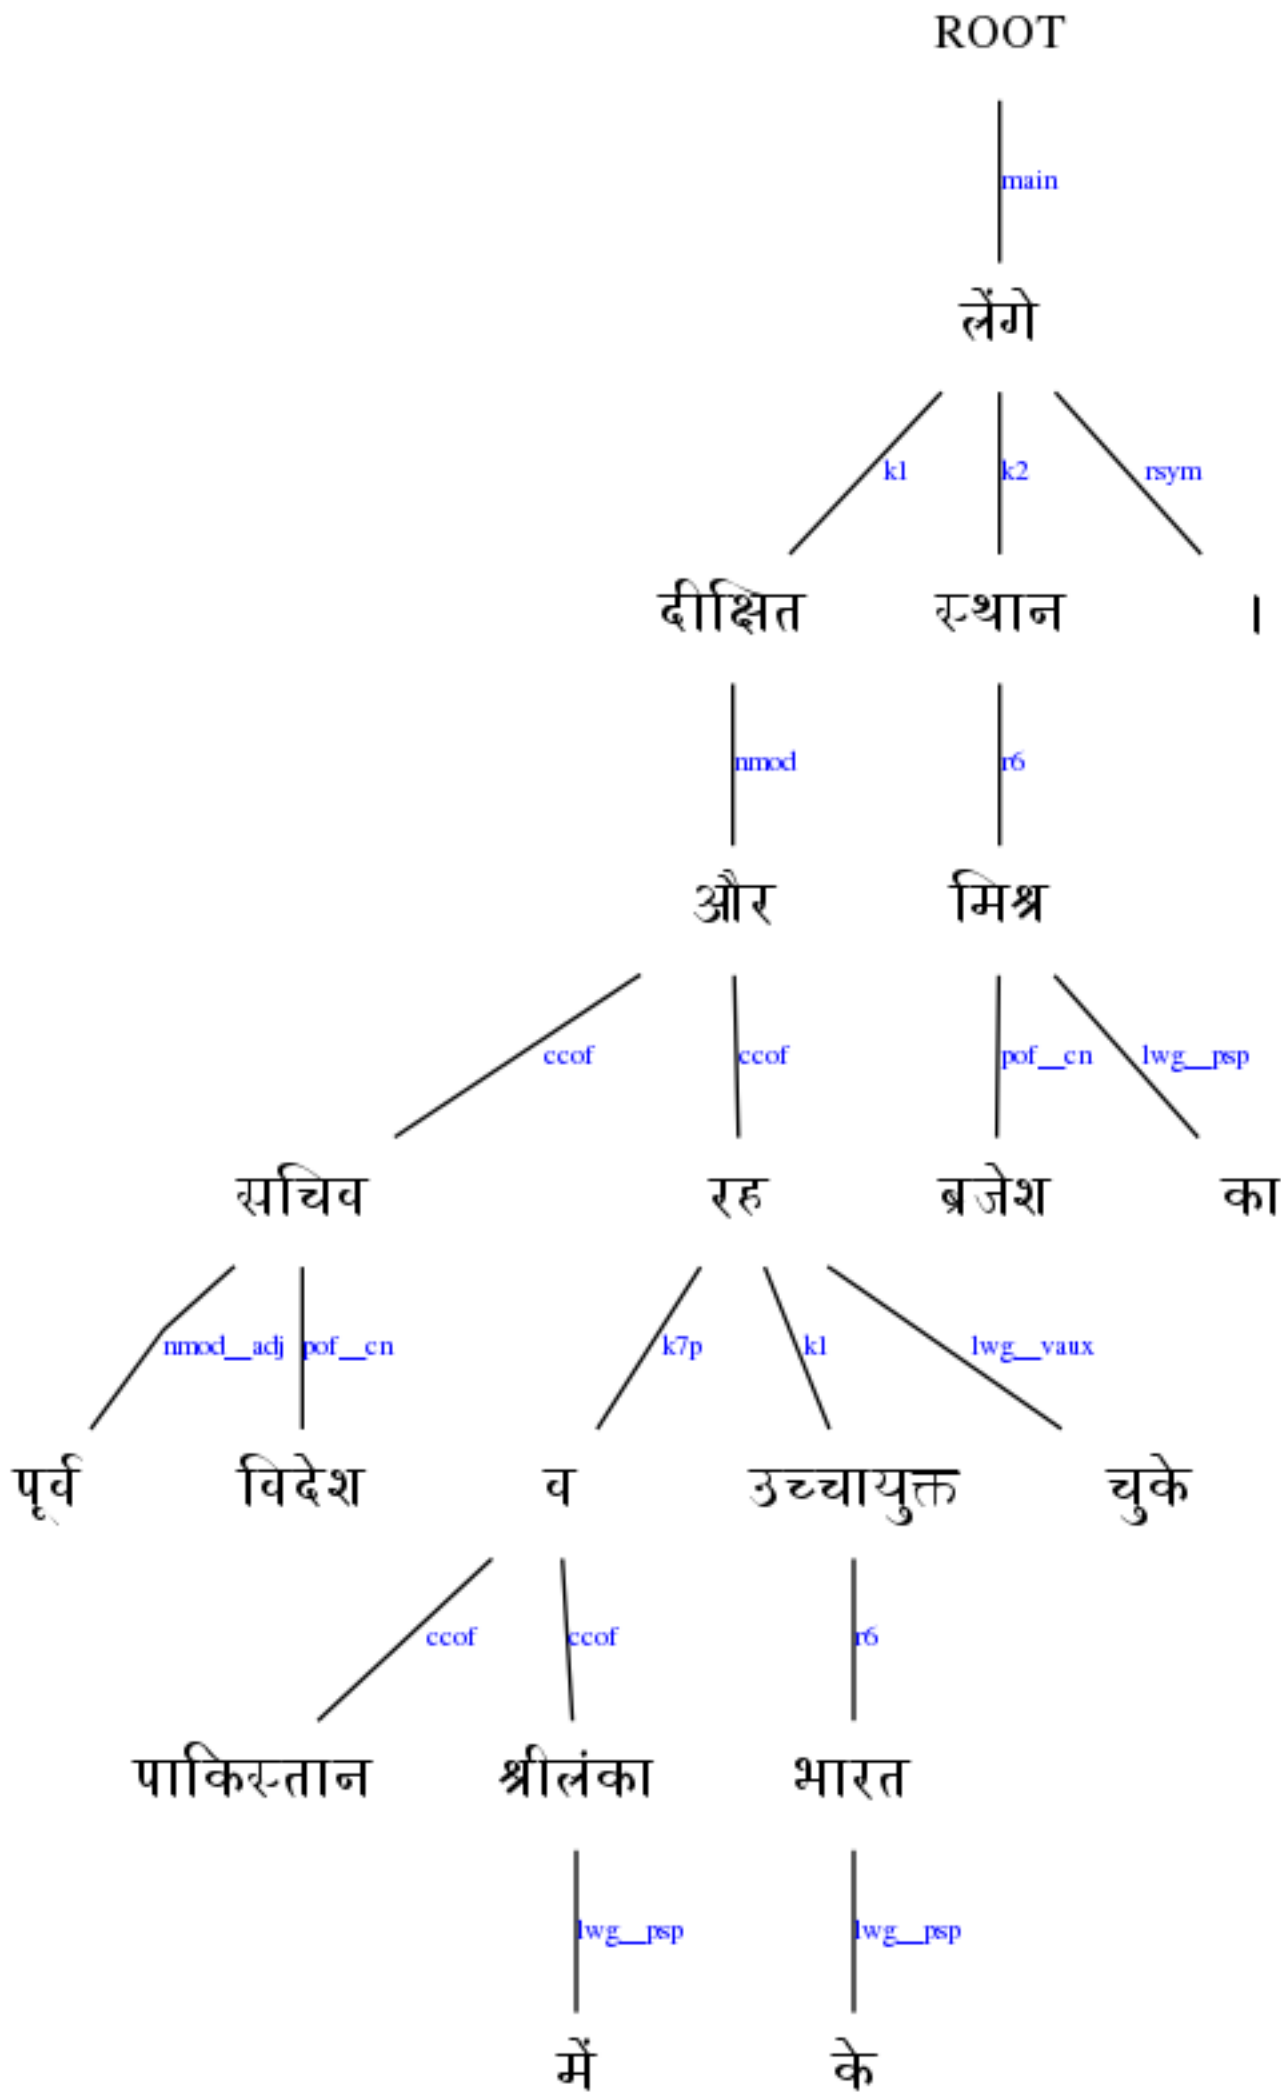 ROOT
main
लेंगे
k1 k2 rsym
दीक्षित स्थान ।
nmod r6
और मिश्र
ccof ccof pof__cn lwg__psp
सचिव रह ब्रजेश का
nmod__adj pof__cn k7p k1 lwg__vaux
पूर्व विदेश व उच्चायुक्त चुके
ccof ccof r6
पाकिस्तान श्रीलंका भारत
lwg__psp lwg__psp
में के